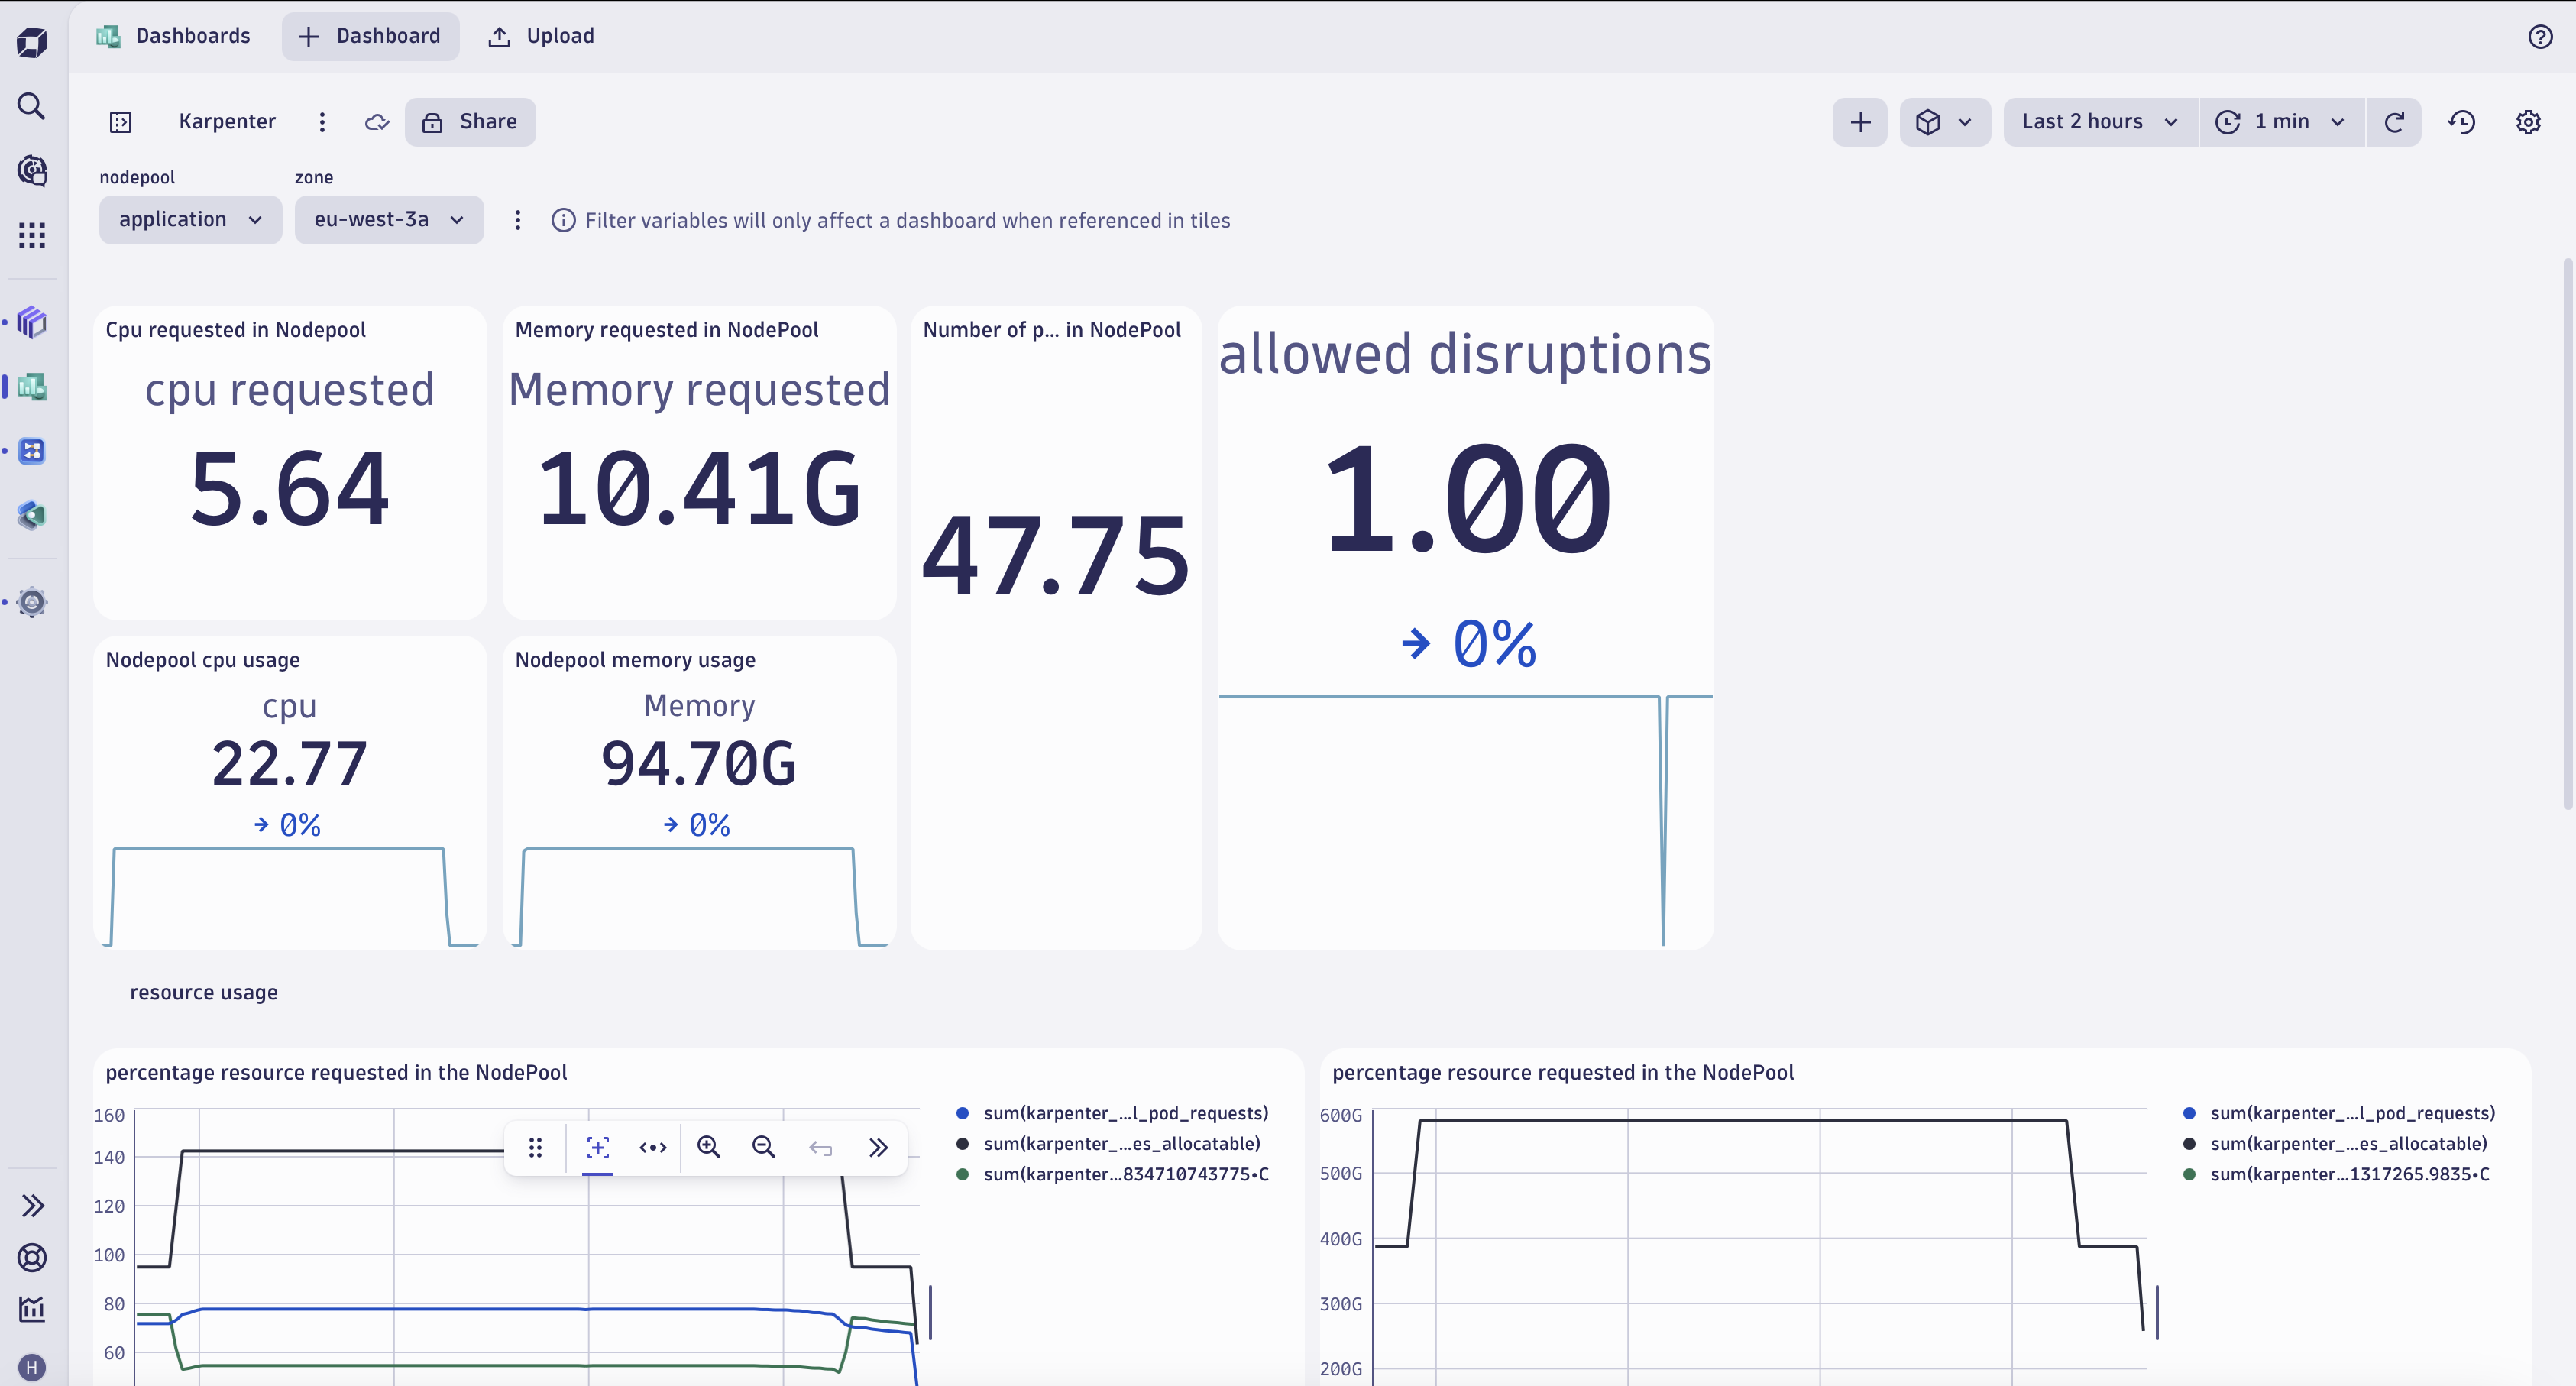 Dashboards
Dashboard
Upload
Karpenter
Share
Last 2 hours
1 min
nodepool
zone
application
eu-west-3a
Filter variables will only affect a dashboard when referenced in tiles
Cpu requested in Nodepool
cpu requested
5.64
Memory requested in NodePool
Memory requested
10.41G
Number of p... in NodePool
47.75
allowed disruptions
1.00
0%
Nodepool cpu usage
cpu
22.77
0%
Nodepool memory usage
Memory
94.70G
0%
resource usage
percentage resource requested in the NodePool
160
140
120
100
80
60
sum(karpenter_...l_pod_requests)
sum(karpenter_...es_allocatable)
sum(karpenter...834710743775•C
percentage resource requested in the NodePool
600G
500G
400G
300G
200G
sum(karpenter_...l_pod_requests)
sum(karpenter_...es_allocatable)
sum(karpenter...1317265.9835•C
H